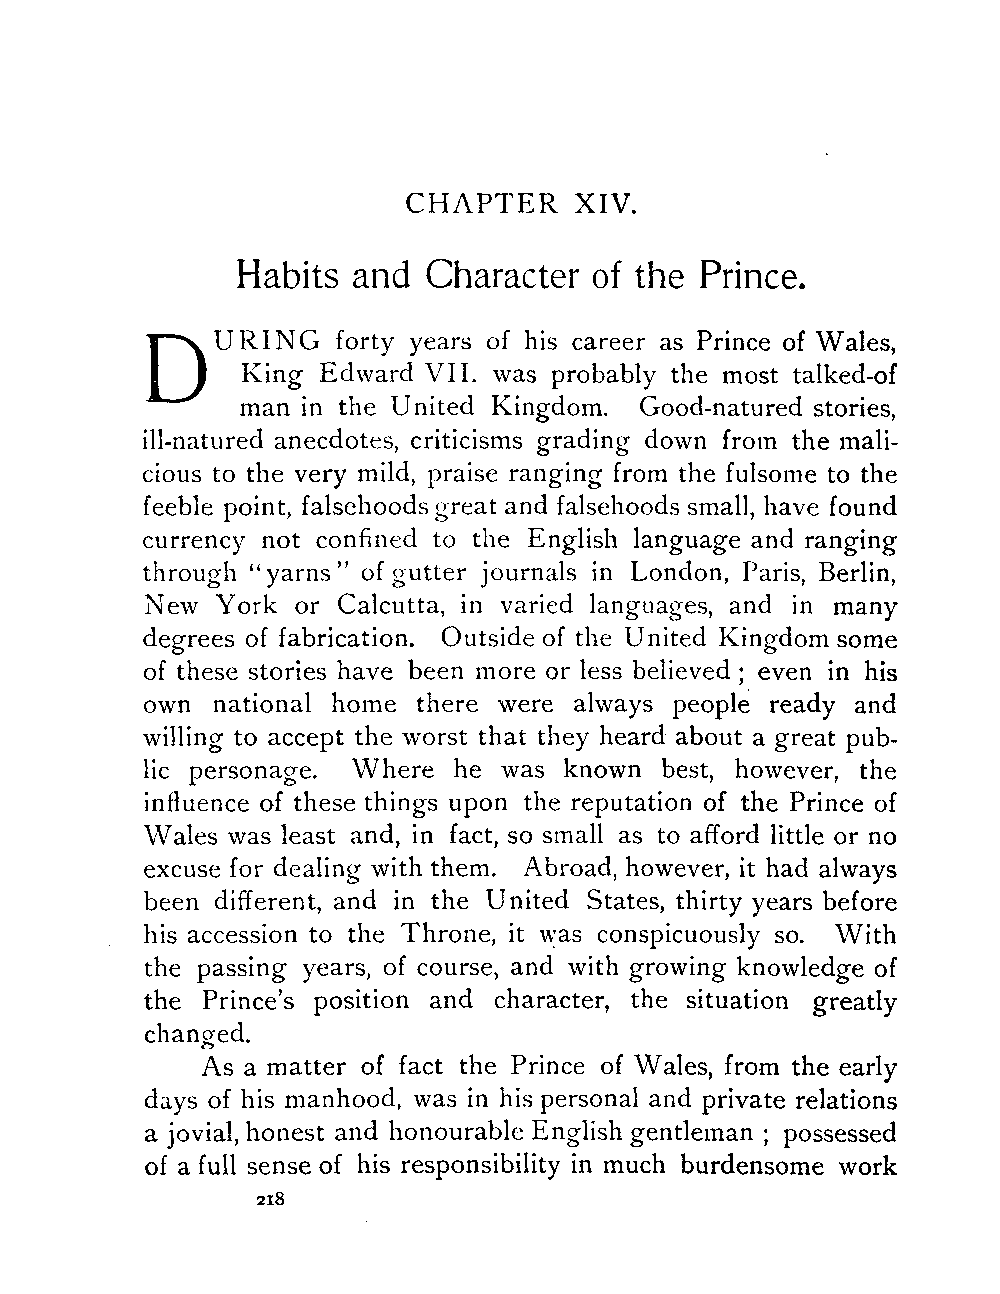 CHAPTER XIV.
Habits and Character of the Prince.
DURING forty years of his career as Prince of Wales,
King Edward VII. was probably the most talked-of
man in the United Kingdom. Good-natured stories,
ill-natured anecdotes, criticisms grading down from the mali-
cious to the very mild, praise ranging from the fulsome to the
feeble point, falsehoods great and falsehoods small, have found
currency not confined to the English language and ranging
through "yarns" of gutter journals in London, Paris, Berlin,
New York or Calcutta, in varied languages, and in many
degrees of fabrication. Outside of the United Kingdom some
of these stories have been more or less believed ; even in his
own national home there were always people ready and
willing to accept the worst that they heard about a great pub-
lic personage. Where he was known best, however, the
influence of these things upon the reputation of the Prince of
Wales was least and, in fact, so small as to afford little or no
excuse for dealing with them. Abroad, however, it had always
been different, and in the United States, thirty years before
his accession to the Throne, it was conspicuously so. With
the passing years, of course, and with growing knowledge of
the Prince's position and character, the situation greatly
changed.
As a matter of fact the Prince of Wales, from the early
days of his manhood, was in his personal and private relations
a jovial, honest and honourable English gentleman ; possessed
of a full sense of his responsibility in much burdensome work
218